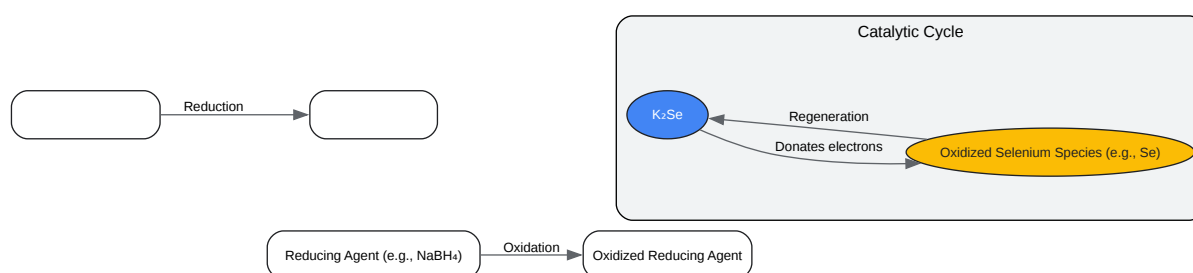 Catalytic Cycle
Reduction
K₂Se
Regeneration
Donates electrons
Oxidized Selenium Species (e.g., Se)
Reducing Agent (e.g., NaBH₄)
Oxidation
Oxidized Reducing Agent